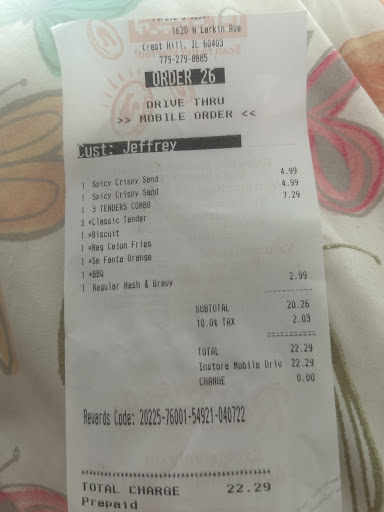 1620 N Larkin Ave
Crest Hill, IL 60403
779-279-8885
ORDER 26
DRIVE THRU
>> MOBILE ORDER <<
Cust: Jeffrey
1 Spicy Crispy Sand 4.99
1 Spicy Crispy Sand 4.99
1 3 TENDERS COMBO 7.29
3 *Classic Tender
1 *Biscuit
1 *Reg Cajun Fries
1 *Sm Fanta Orange
1 *BBQ
1 Regular Mash & Gravy 2.99
SUBTOTAL 20.26
10.0% TAX 2.03
TOTAL 22.29
Instore Mobile Driv 22.29
CHANGE 0.00
Rewards Code: 20225-76001-54921-040722
TOTAL CHARGE 22.29
Prepaid